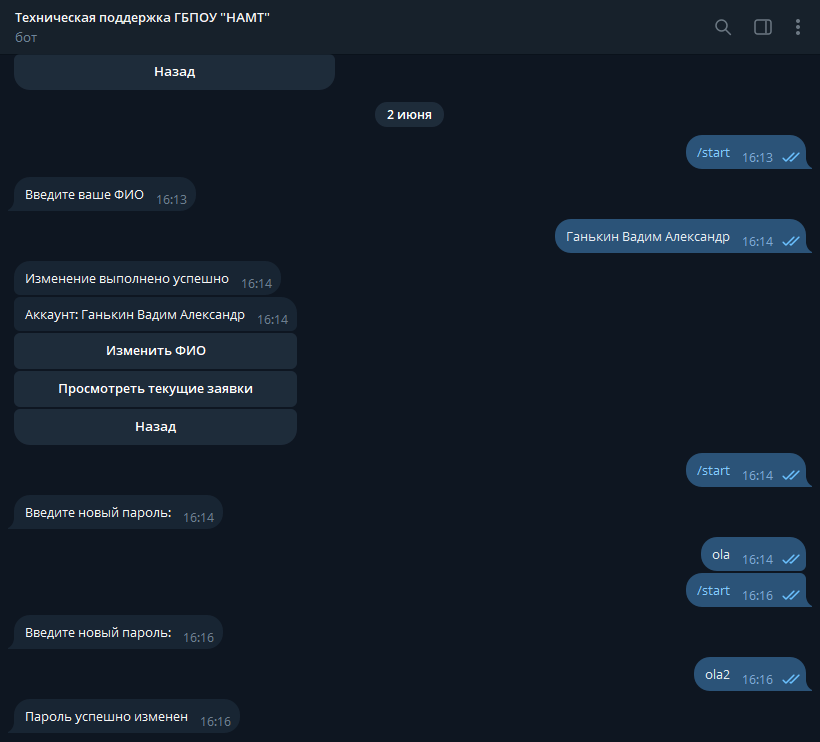 Техническая поддержка ГБПОУ "НАМТ"
бот
Назад
2 июня
/start 16:13
Введите ваше ФИО 16:13
Ганькин Вадим Александр 16:14
Изменение выполнено успешно 16:14
Аккаунт: Ганькин Вадим Александр 16:14
Изменить ФИО
Просмотреть текущие заявки
Назад
/start 16:14
Введите новый пароль: 16:14
ola 16:14
/start 16:16
Введите новый пароль: 16:16
ola2 16:16
Пароль успешно изменен 16:16